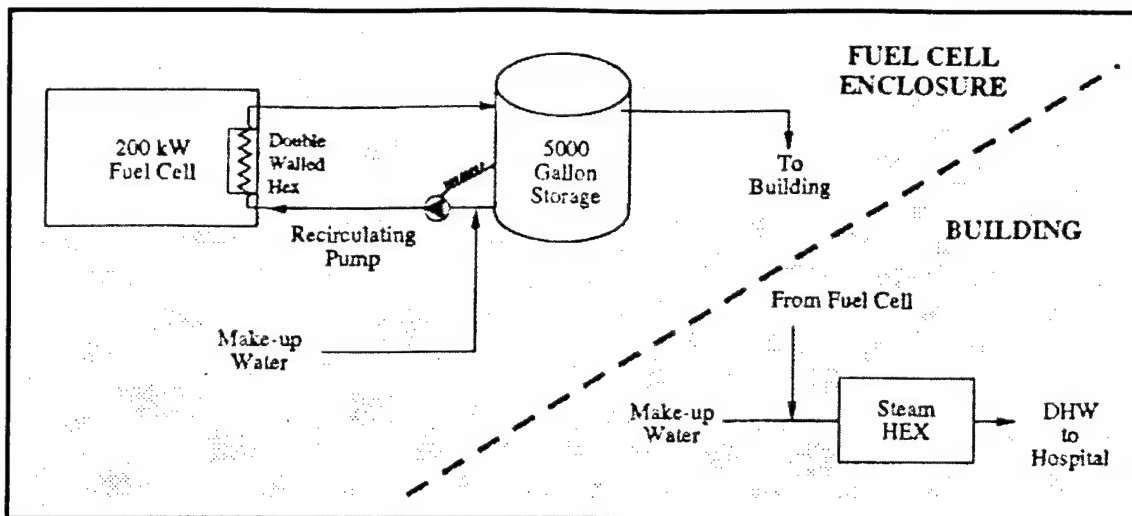 FUEL CELL
ENCLOSURE
200 kW
Fuel Cell
Double
Walled
Hex
5000
Gallon
Storage
To
Building
Recirculating
Pump
BUILDING
From Fuel Cell
Make-up
Water
Make-up
Water
Steam
HEX
DHW
to
Hospital